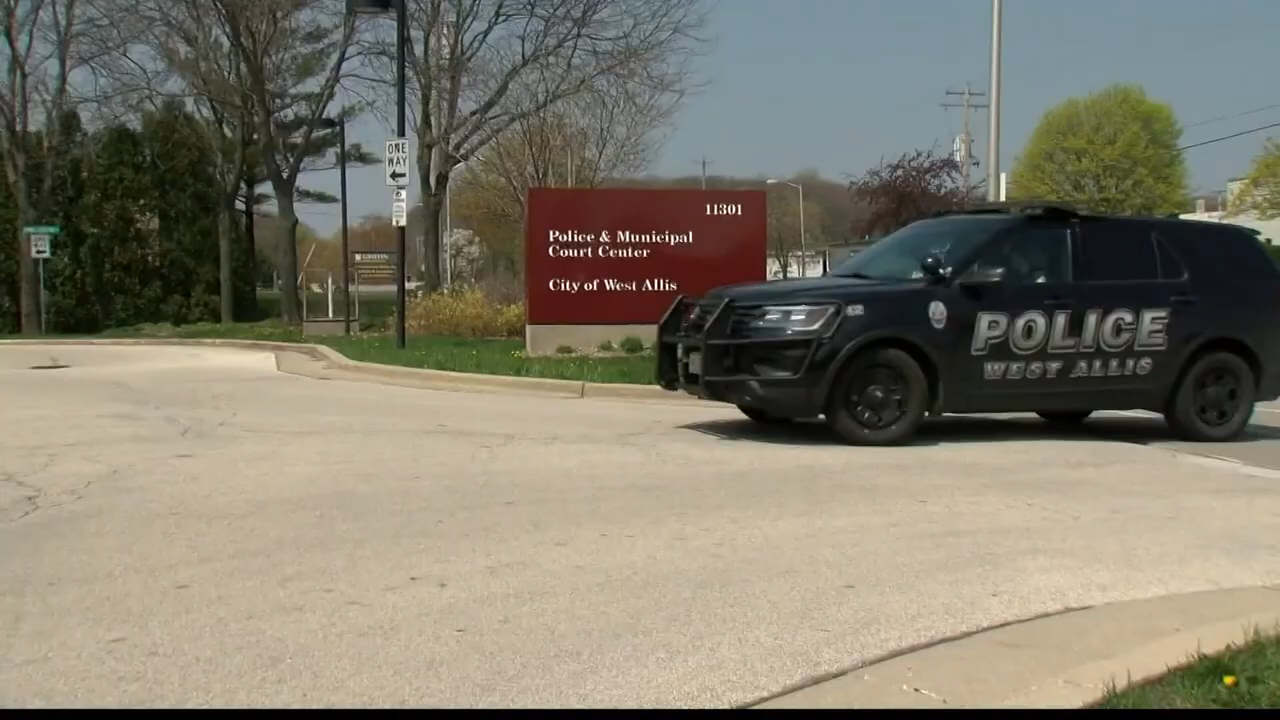 ONE
WAY
11301
Police & Municipal
Court Center
City of West Allis
POLICE
WEST ALLIS